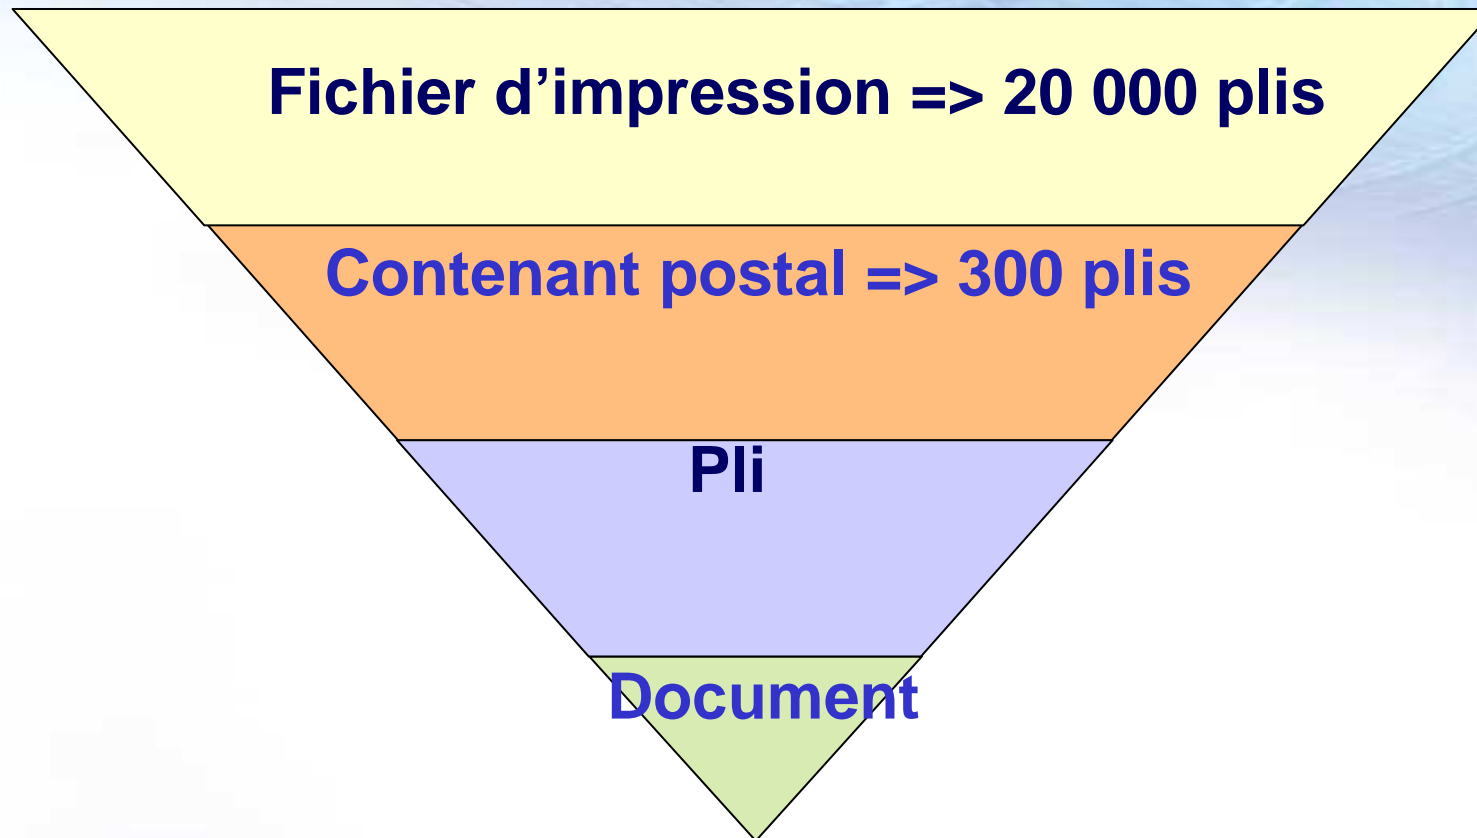 Fichier d’impression => 20 000 plis
Contenant postal => 300 plis
Pli
Document